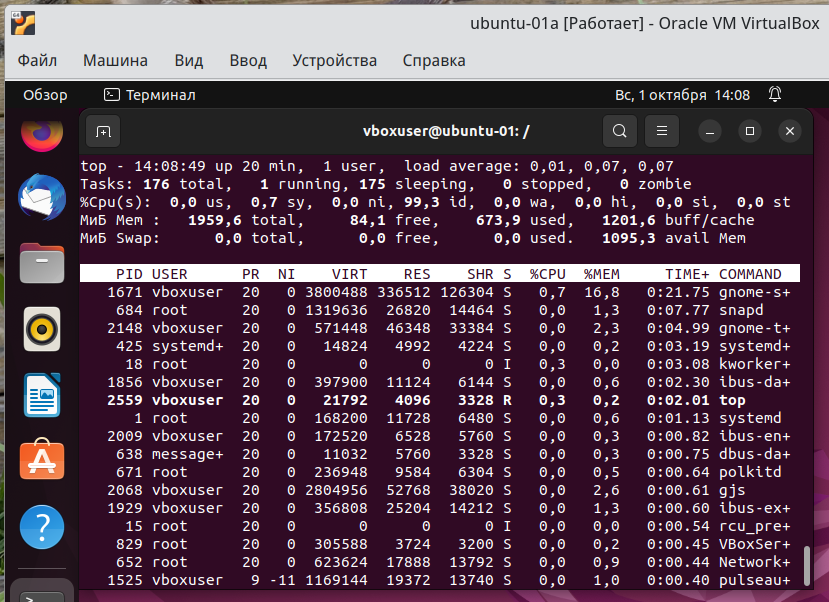 ubuntu-01a [Работает] - Oracle VM VirtualBox
Файл Машина Вид Ввод Устройства Справка
Обзор Терминал Вс, 1 октября 14:08
vboxuser@ubuntu-01: /
top - 14:08:49 up 20 min,  1 user,  load average: 0,01, 0,07, 0,07
Tasks: 176 total,   1 running, 175 sleeping,   0 stopped,   0 zombie
%Cpu(s):  0,0 us,  0,7 sy,  0,0 ni, 99,3 id,  0,0 wa,  0,0 hi,  0,0 si,  0,0 st
МиБ Mem :   1959,6 total,     84,1 free,    673,9 used,   1201,6 buff/cache
МиБ Swap:      0,0 total,      0,0 free,      0,0 used.   1095,3 avail Mem
PID USER      PR  NI    VIRT    RES    SHR S  %CPU  %MEM     TIME+ COMMAND
1671 vboxuser  20   0 3800488 336512 126304 S   0,7  16,8   0:21.75 gnome-s+
684 root      20   0 1319636  26820  14464 S   0,0   1,3   0:07.77 snapd
2148 vboxuser  20   0  571448  46348  33384 S   0,0   2,3   0:04.99 gnome-t+
425 systemd+  20   0   14824   4992   4224 S   0,0   0,2   0:03.19 systemd+
18 root      20   0       0      0      0 I   0,3   0,0   0:03.08 kworker+
1856 vboxuser  20   0  397900  11124   6144 S   0,0   0,6   0:02.30 ibus-da+
2559 vboxuser  20   0   21792   4096   3328 R   0,3   0,2   0:02.01 top
1 root      20   0  168200  11728   6480 S   0,0   0,6   0:01.13 systemd
2009 vboxuser  20   0  172520   6528   5760 S   0,0   0,3   0:00.82 ibus-en+
638 message+  20   0   11032   5760   3328 S   0,0   0,3   0:00.75 dbus-da+
671 root      20   0  236948   9584   6304 S   0,0   0,5   0:00.64 polkitd
2068 vboxuser  20   0 2804956  52768  38020 S   0,0   2,6   0:00.61 gjs
1929 vboxuser  20   0  356808  25204  14212 S   0,0   1,3   0:00.60 ibus-ex+
15 root      20   0       0      0      0 I   0,0   0,0   0:00.54 rcu_pre+
829 root      20   0  305588   3724   3200 S   0,0   0,2   0:00.45 VBoxSer+
652 root      20   0  623624  17888  13792 S   0,0   0,9   0:00.44 Network+
1525 vboxuser   9 -11 1169144  19372  13740 S   0,0   1,0   0:00.40 pulseau+